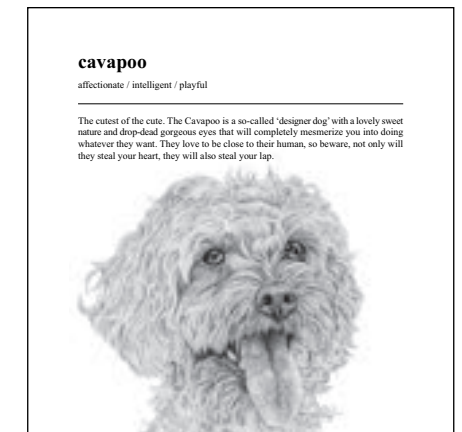 cavapoo
affectionate / intelligent / playful
The cutest of the cute. The Cavapoo is a so-called ‘designer dog’ with a lovely sweet
nature and drop-dead gorgeous eyes that will completely mesmerize you into doing
whatever they want. They love to be close to their human, so beware, not only will
they steal your heart, they will also steal your lap.